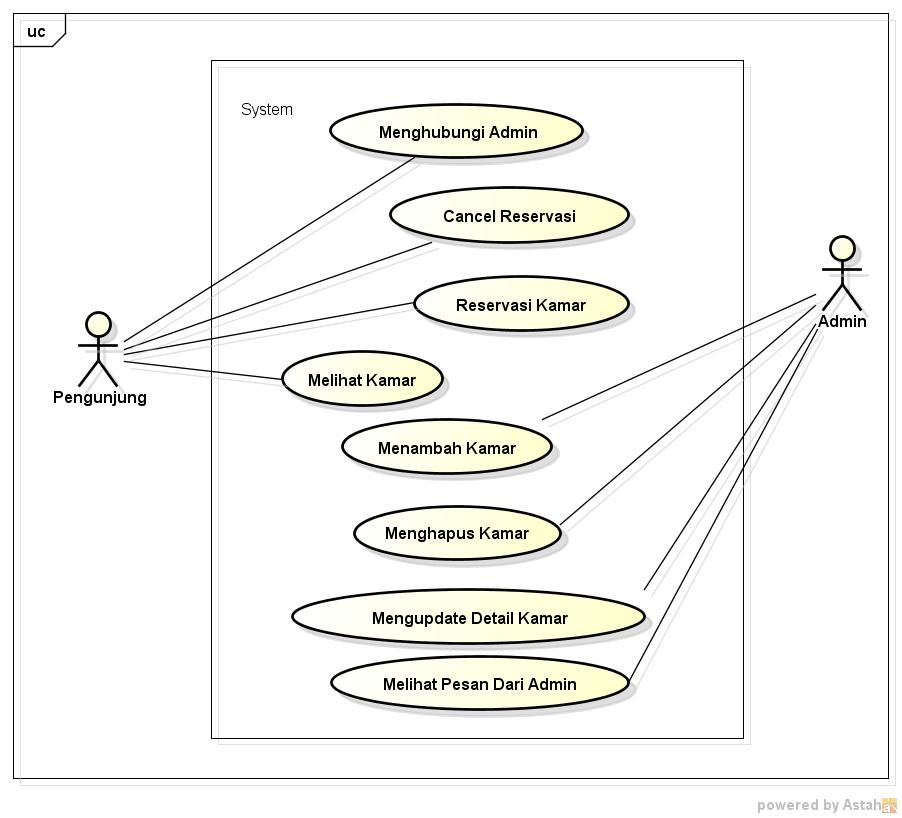 uc
System
Menghubungi Admin
Cancel Reservasi
Reservasi Kamar
Admin
Melihat Kamar
Pengunjung
Menambah Kamar
Menghapus Kamar
Mengupdate Detail Kamar
Melihat Pesan Dari Admin
powered by Astah